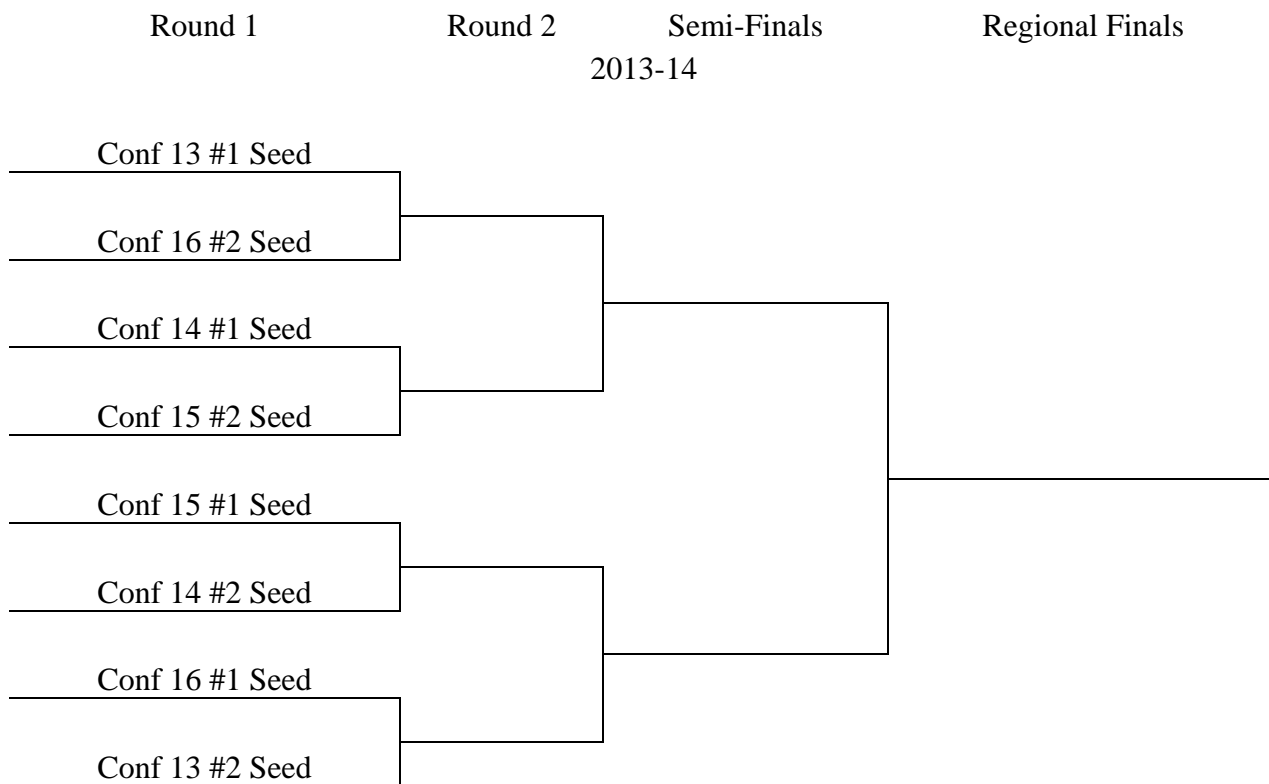 Round 1 Round 2 Semi-Finals Regional Finals
2013-14
Conf 13 #1 Seed
Conf 16 #2 Seed
Conf 14 #1 Seed
Conf 15 #2 Seed
Conf 15 #1 Seed
Conf 14 #2 Seed
Conf 16 #1 Seed
Conf 13 #2 Seed